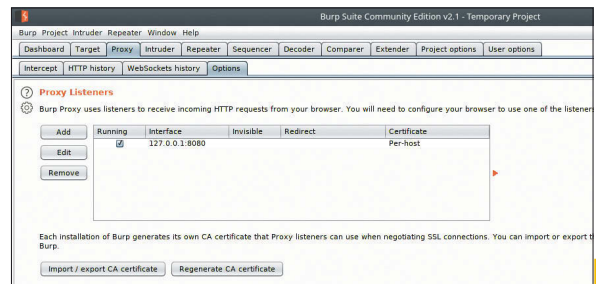 Burp Suite Community Edition v2.1 - Temporary Project
Burp Project Intruder Repeater Window Help
Dashboard Target Proxy Intruder Repeater Sequencer Decoder Comparer Extender Project options User options
Intercept HTTP history WebSockets history Options
Proxy Listeners
Burp Proxy uses listeners to receive incoming HTTP requests from your browser. You will need to configure your browser to use one of the listeners
Add Running Interface Invisible Redirect Certificate
127.0.0.1:8080 Per-host
Edit
Remove
Each installation of Burp generates its own CA certificate that Proxy listeners can use when negotiating SSL connections. You can import or export
Burp.
Import / export CA certificate Regenerate CA certificate